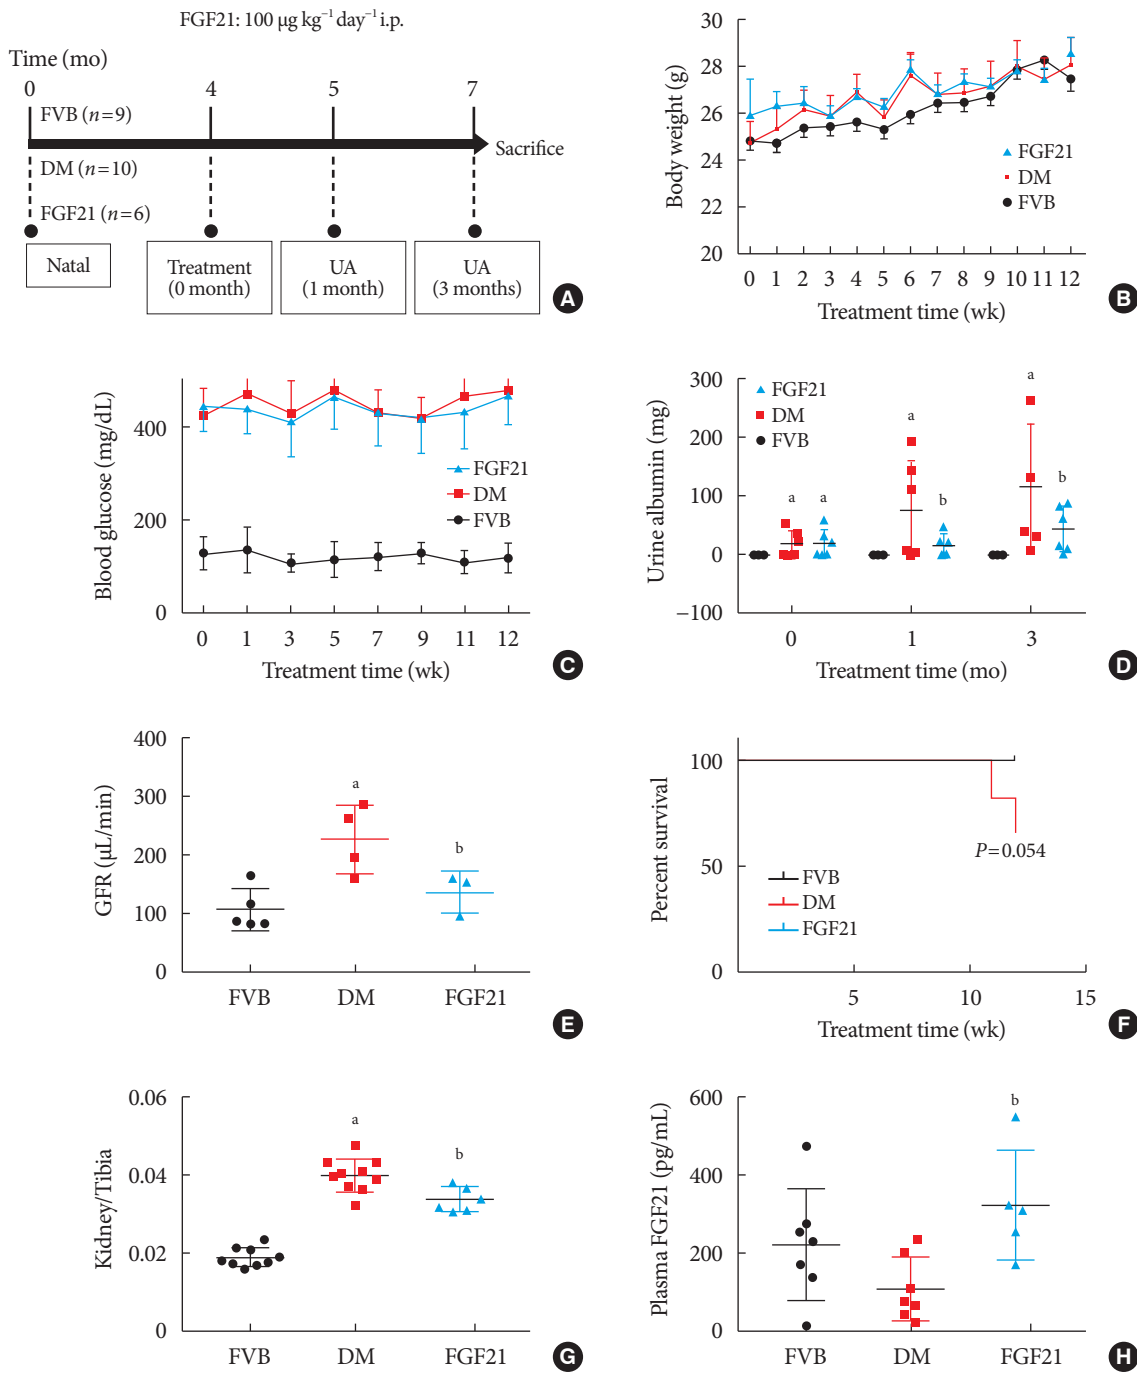 FGF21: 100 µg kg⁻¹ day⁻¹ i.p.
Time (mo)
0 4 5 7
FVB (n=9)
Sacrifice
DM (n=10)
FGF21 (n=6)
Natal
Treatment
(0 month)
UA
(1 month)
UA
(3 months)
A
Body weight (g)
30
28
26
24
22
20
FGF21
DM
FVB
0 1 2 3 4 5 6 7 8 9 10 11 12
Treatment time (wk)
B
Blood glucose (mg/dL)
400
200
0
FGF21
DM
FVB
0 1 3 5 7 9 11 12
Treatment time (wk)
C
Urine albumin (mg)
300
200
100
0
−100
FGF21
DM
FVB
a a
a b
a b
0 1 3
Treatment time (mo)
D
GFR (µL/min)
400
300
200
100
0
a
b
FVB DM FGF21
E
Percent survival
100
50
0
P=0.054
FVB
DM
FGF21
5 10 15
Treatment time (wk)
F
Kidney/Tibia
0.06
0.04
0.02
0
a
b
FVB DM FGF21
G
Plasma FGF21 (pg/mL)
600
400
200
0
b
FVB DM FGF21
H